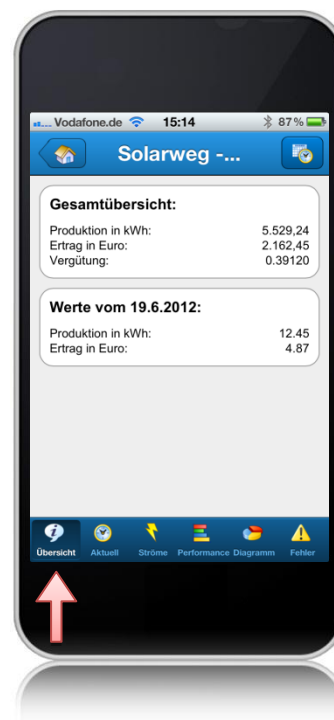 Vodafone.de 15:14 87%
Solarweg -...
Gesamtübersicht:
Produktion in kWh: 5.529,24
Ertrag in Euro: 2.162,45
Vergütung: 0.39120
Werte vom 19.6.2012:
Produktion in kWh: 12.45
Ertrag in Euro: 4.87
Übersicht Aktuell Ströme Performance Diagramm Fehler